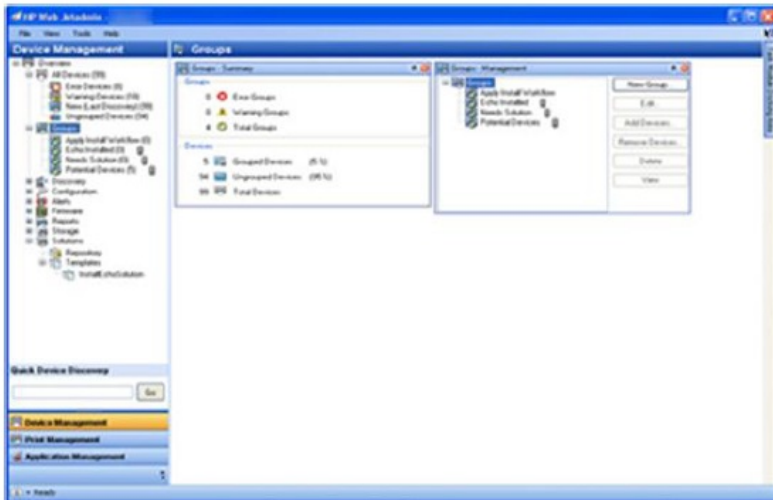 HP Web Jetadmin -
File View Tools Help
Device Management
Overview
All Devices (99)
Error Devices (6)
Warning Devices (19)
New (Last Discovery) (99)
Ungrouped Devices (94)
Groups
Apply Install Workflow (0)
Echo Installed (0)
Needs Solution (0)
Potential Devices (5)
Discovery
Configuration
Alerts
Firmware
Reports
Storage
Solutions
Repository
Templates
InstallEchoSolution
Quick Device Discovery
Go
Device Management
Print Management
Application Management
Ready
Groups
Groups - Summary
Groups
Error Groups
Warning Groups
4 Total Groups
Devices
5 Grouped Devices (5 %)
94 Ungrouped Devices (95 %)
99 Total Devices
Groups - Management
Groups
Apply Install Workflow
Echo Installed
Needs Solution
Potential Devices
New Group...
Edit...
Add Devices...
Remove Devices...
Delete
View